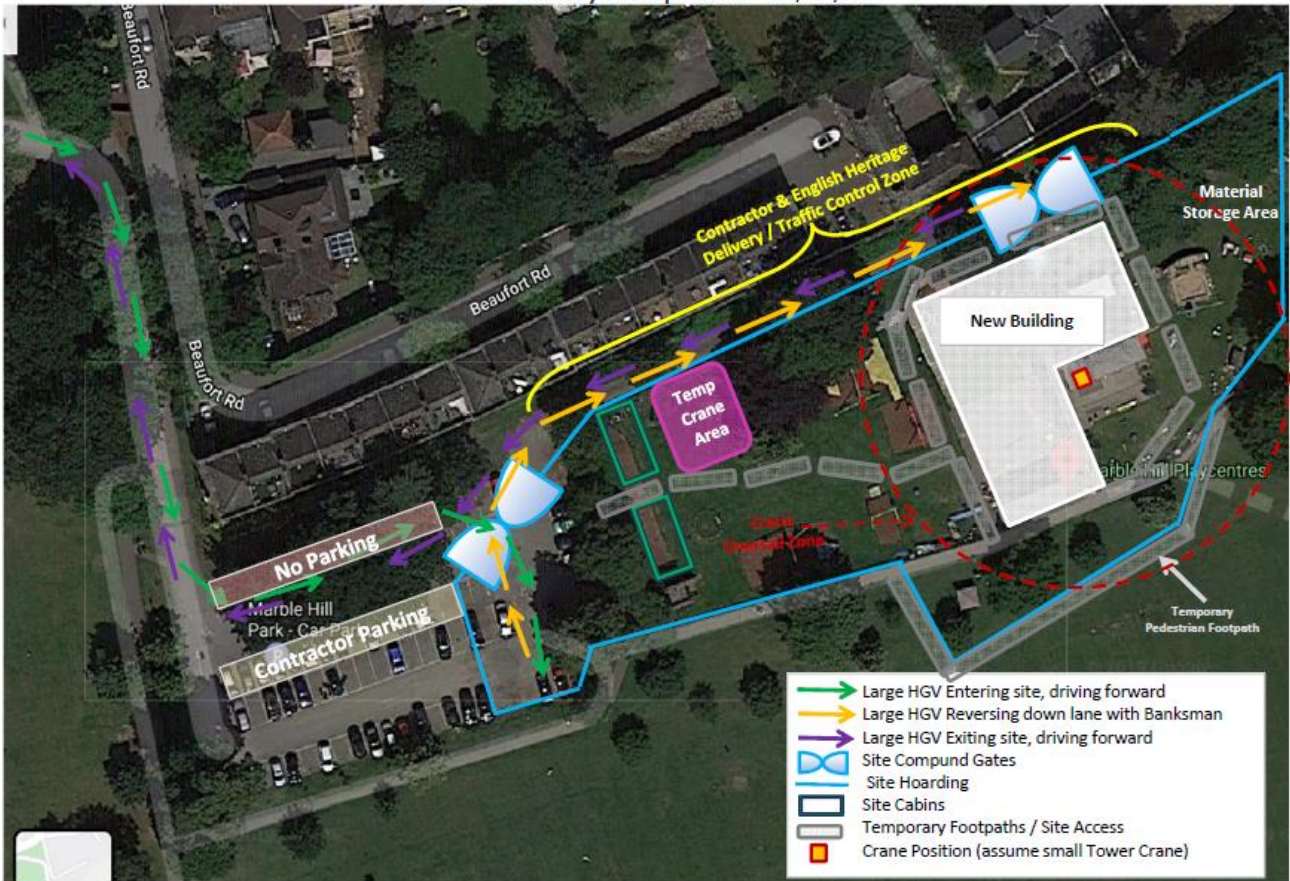 Beaufort Rd
Contractor & English Heritage
Delivery / Traffic Control Zone
Material
Storage Area
Beaufort Rd
New Building
Beaufort Rd
Temp
Crane
Area
Marble Hill Playcentres
No Parking
Zone
Marble Hill
Park - Car Park
Contractor Parking
Temporary
Pedestrian Footpath
Large HGV Entering site, driving forward
Large HGV Reversing down lane with Banksman
Large HGV Exiting site, driving forward
Site Compund Gates
Site Hoarding
Site Cabins
Temporary Footpaths / Site Access
Crane Position (assume small Tower Crane)